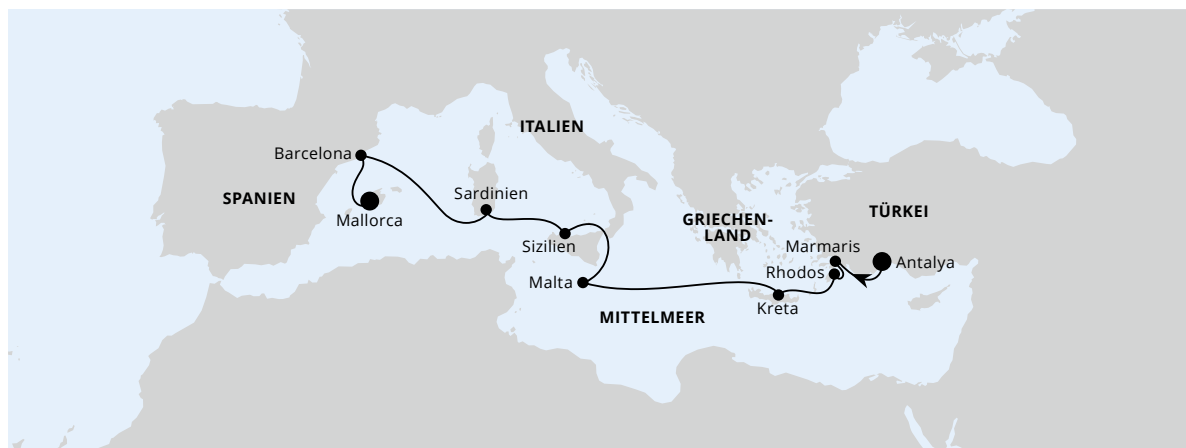 ITALIEN
Barcelona
SPANIEN
Mallorca
Sardinien
Sizilien
Malta
GRIECHEN-
LAND
MITTELMEER
Kreta
TÜRKEI
Marmaris
Rhodos
Antalya